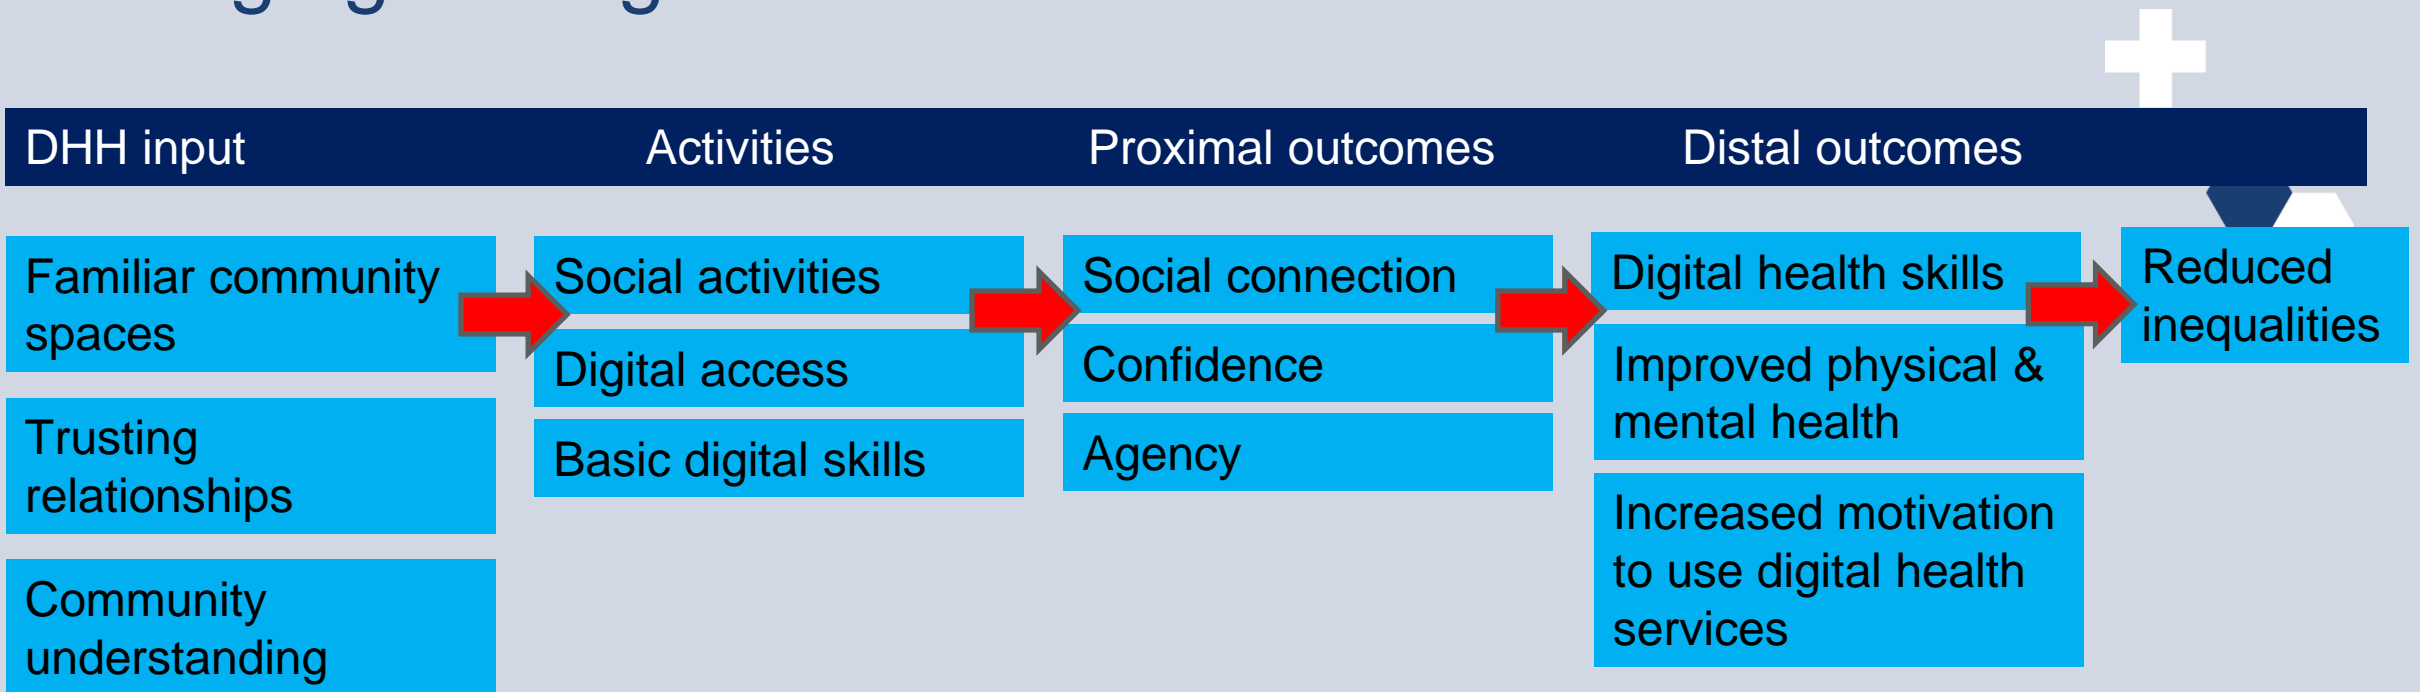 DHH input Activities Proximal outcomes Distal outcomes
Familiar community
spaces
Trusting
relationships
Community
understanding
Social activities
Digital access
Basic digital skills
Social connection
Confidence
Agency
Digital health skills
Improved physical &
mental health
Increased motivation
to use digital health
services
Reduced
inequalities